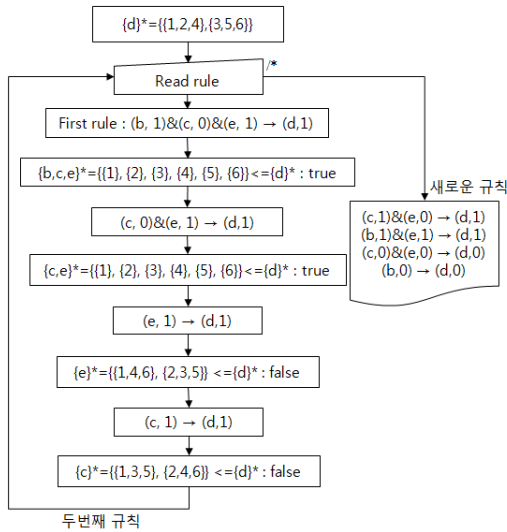 {d}*={{1,2,4},{3,5,6}}
/*
Read rule
First rule : (b, 1)&(c, 0)&(e, 1) → (d,1)
{b,c,e}*={{1}, {2}, {3}, {4}, {5}, {6}}<={d}* : true
(c, 0)&(e, 1) → (d,1)
{c,e}*={{1}, {2}, {3}, {4}, {5}, {6}}<={d}* : true
(e, 1) → (d,1)
{e}*={{1,4,6}, {2,3,5}} <={d}* : false
(c, 1) → (d,1)
{c}*={{1,3,5}, {2,4,6}} <={d}* : false
두번째 규칙
새로운 규칙
(c,1)&(e,0) → (d,1)
(b,1)&(e,1) → (d,1)
(c,0)&(e,0) → (d,0)
(b,0) → (d,0)